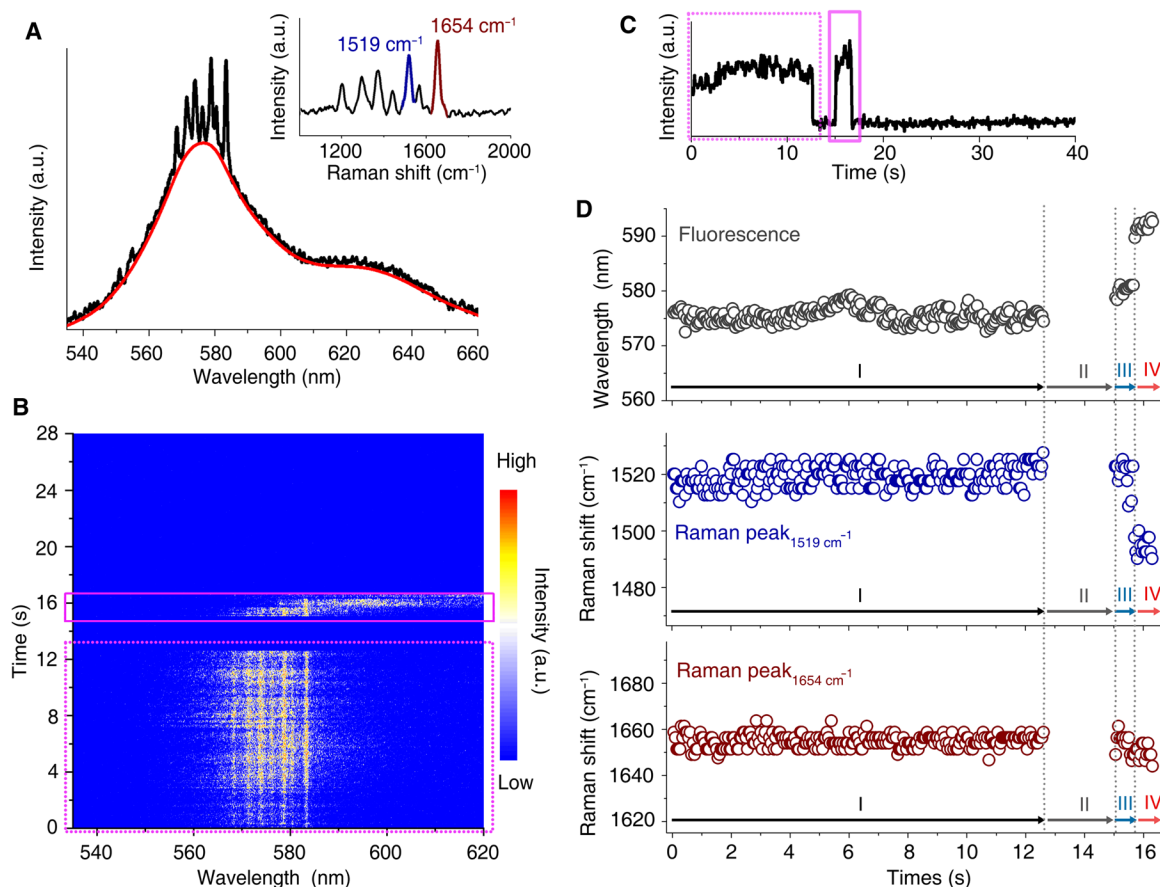 A
Intensity (a.u.)
540 560 580 600 620 640 660
Wavelength (nm)
Intensity (a.u.)
1519 cm⁻¹
1654 cm⁻¹
1200 1400 1600 2000
Raman shift (cm⁻¹)
B
Time (s)
28
24
20
16
12
8
4
0
540 560 580 600 620
Wavelength (nm)
High
Intensity (a.u.)
Low
C
Intensity (a.u.)
0 10 20 30 40
Time (s)
D
Wavelength (nm)
590
580
570
560
Fluorescence
I II III IV
Raman shift (cm⁻¹)
1520
1500
1480
Raman peak1519 cm⁻¹
I II III IV
Raman shift (cm⁻¹)
1680
1660
1640
1620
Raman peak1654 cm⁻¹
I II III IV
0 2 4 6 8 10 12 14 16
Times (s)